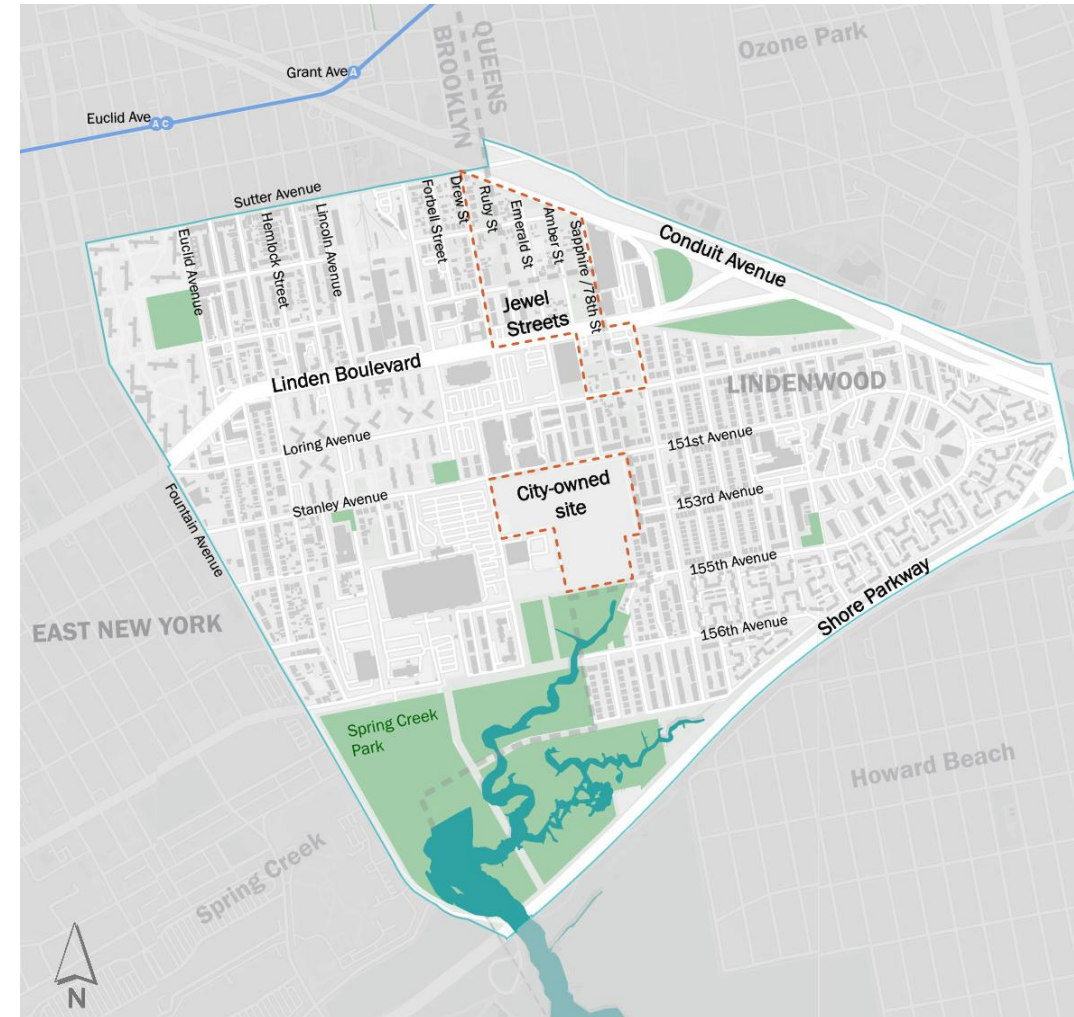 QUEENS
BROOKLYN
Ozone Park
Grant Ave A
Euclid Ave A C
Sutter Avenue
Euclid Avenue
Hemlock Street
Lincoln Avenue
Forbell Street
Drew St
Ruby St
Emerald St
Amber St
Sapphire /78th St
Conduit Avenue
Jewel
Streets
Linden Boulevard
LINDENWOOD
Loring Avenue
151st Avenue
City-owned
site
Stanley Avenue
153rd Avenue
Fountain Avenue
155th Avenue
Shore Parkway
EAST NEW YORK
156th Avenue
Spring Creek
Park
Howard Beach
Spring Creek
N